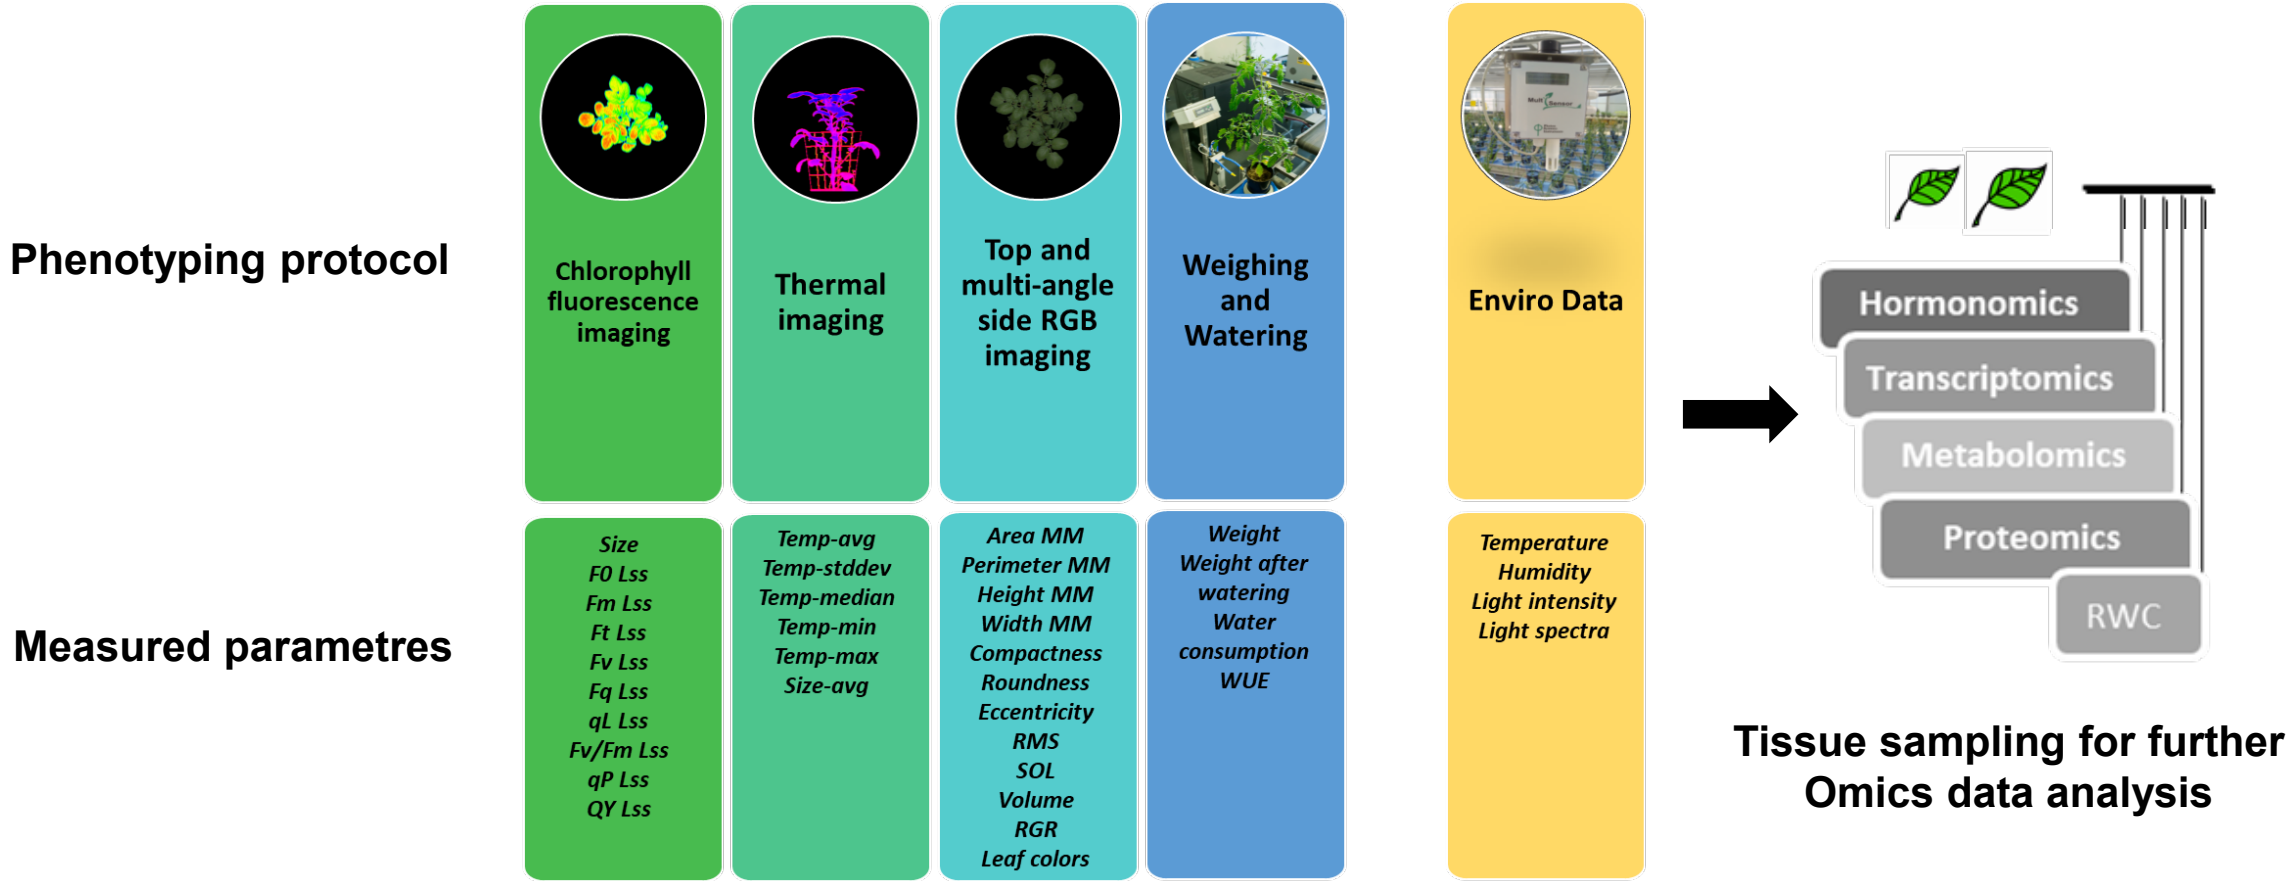 Phenotyping protocol
Chlorophyll
fluorescence
imaging
Thermal
imaging
Top and
multi-angle
side RGB
imaging
Weighing
and
Watering
Multi Sensor
Enviro Data
Hormonomics
Transcriptomics
Metabolomics
Proteomics
RWC
Measured parametres
Size
F0 Lss
Fm Lss
Ft Lss
Fv Lss
Fq Lss
qL Lss
Fv/Fm Lss
qP Lss
QY Lss
Temp-avg
Temp-stddev
Temp-median
Temp-min
Temp-max
Size-avg
Area MM
Perimeter MM
Height MM
Width MM
Compactness
Roundness
Eccentricity
RMS
SOL
Volume
RGR
Leaf colors
Weight
Weight after
watering
Water
consumption
WUE
Temperature
Humidity
Light intensity
Light spectra
Tissue sampling for further
Omics data analysis